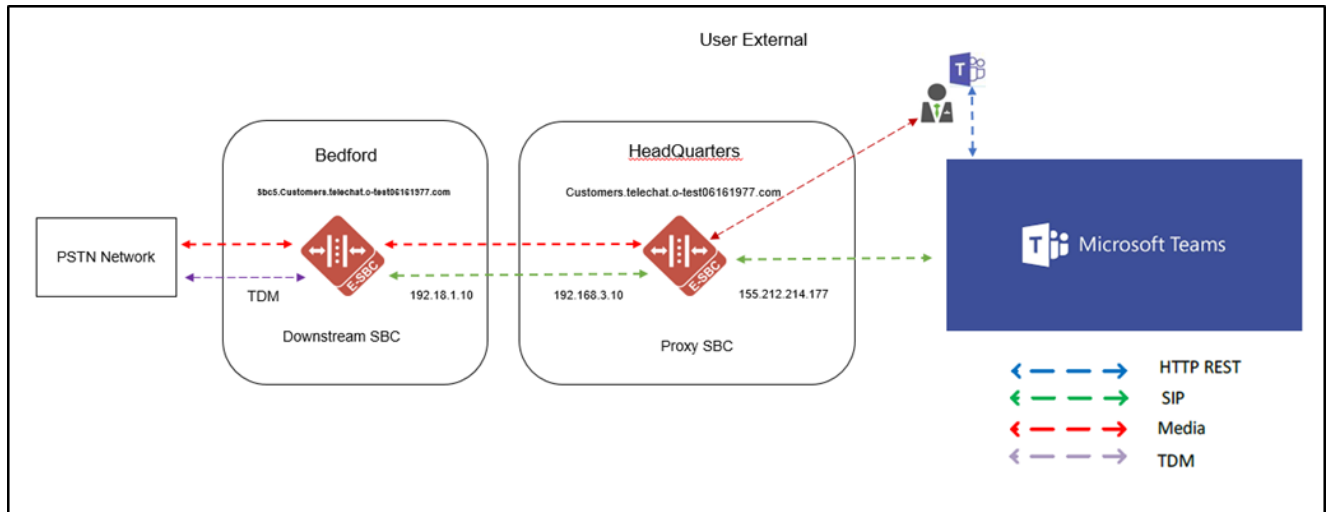 User External
T
Bedford
Sbc5.Customers.telechat.o-test06161977.com
HeadQuarters
Customers.telechat.o-test06161977.com
PSTN Network
TDM
E-SBC
192.18.1.10
Downstream SBC
192.168.3.10
E-SBC
155.212.214.177
Proxy SBC
T
Microsoft Teams
HTTP REST
SIP
Media
TDM